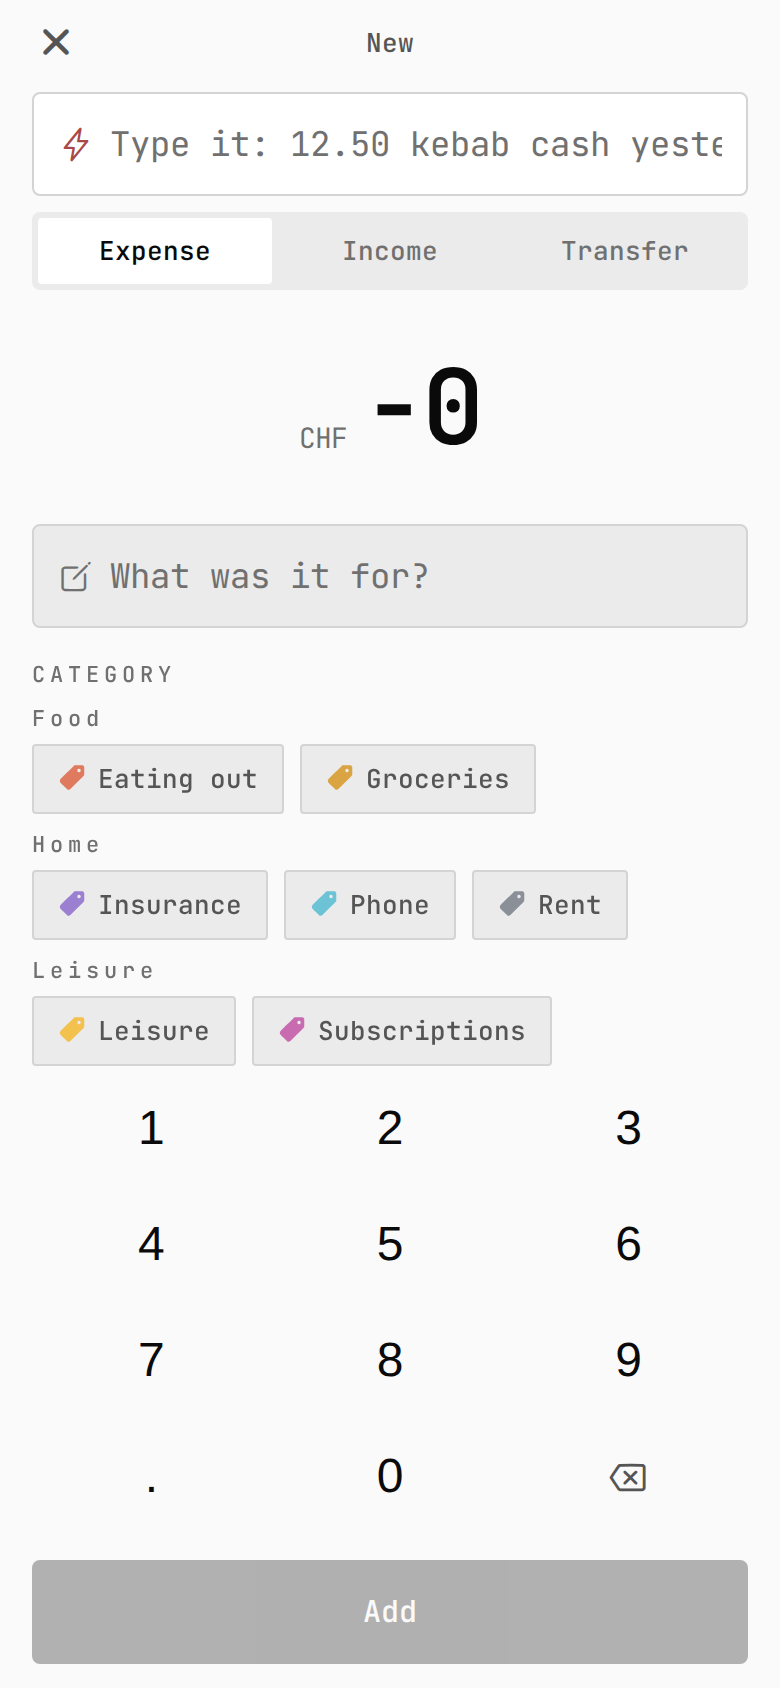 New
Type it: 12.50 kebab cash yeste
Expense Income Transfer
CHF -0
What was it for?
CATEGORY
Food
Eating out Groceries
Home
Insurance Phone Rent
Leisure
Leisure Subscriptions
1 2 3
4 5 6
7 8 9
. 0
Add